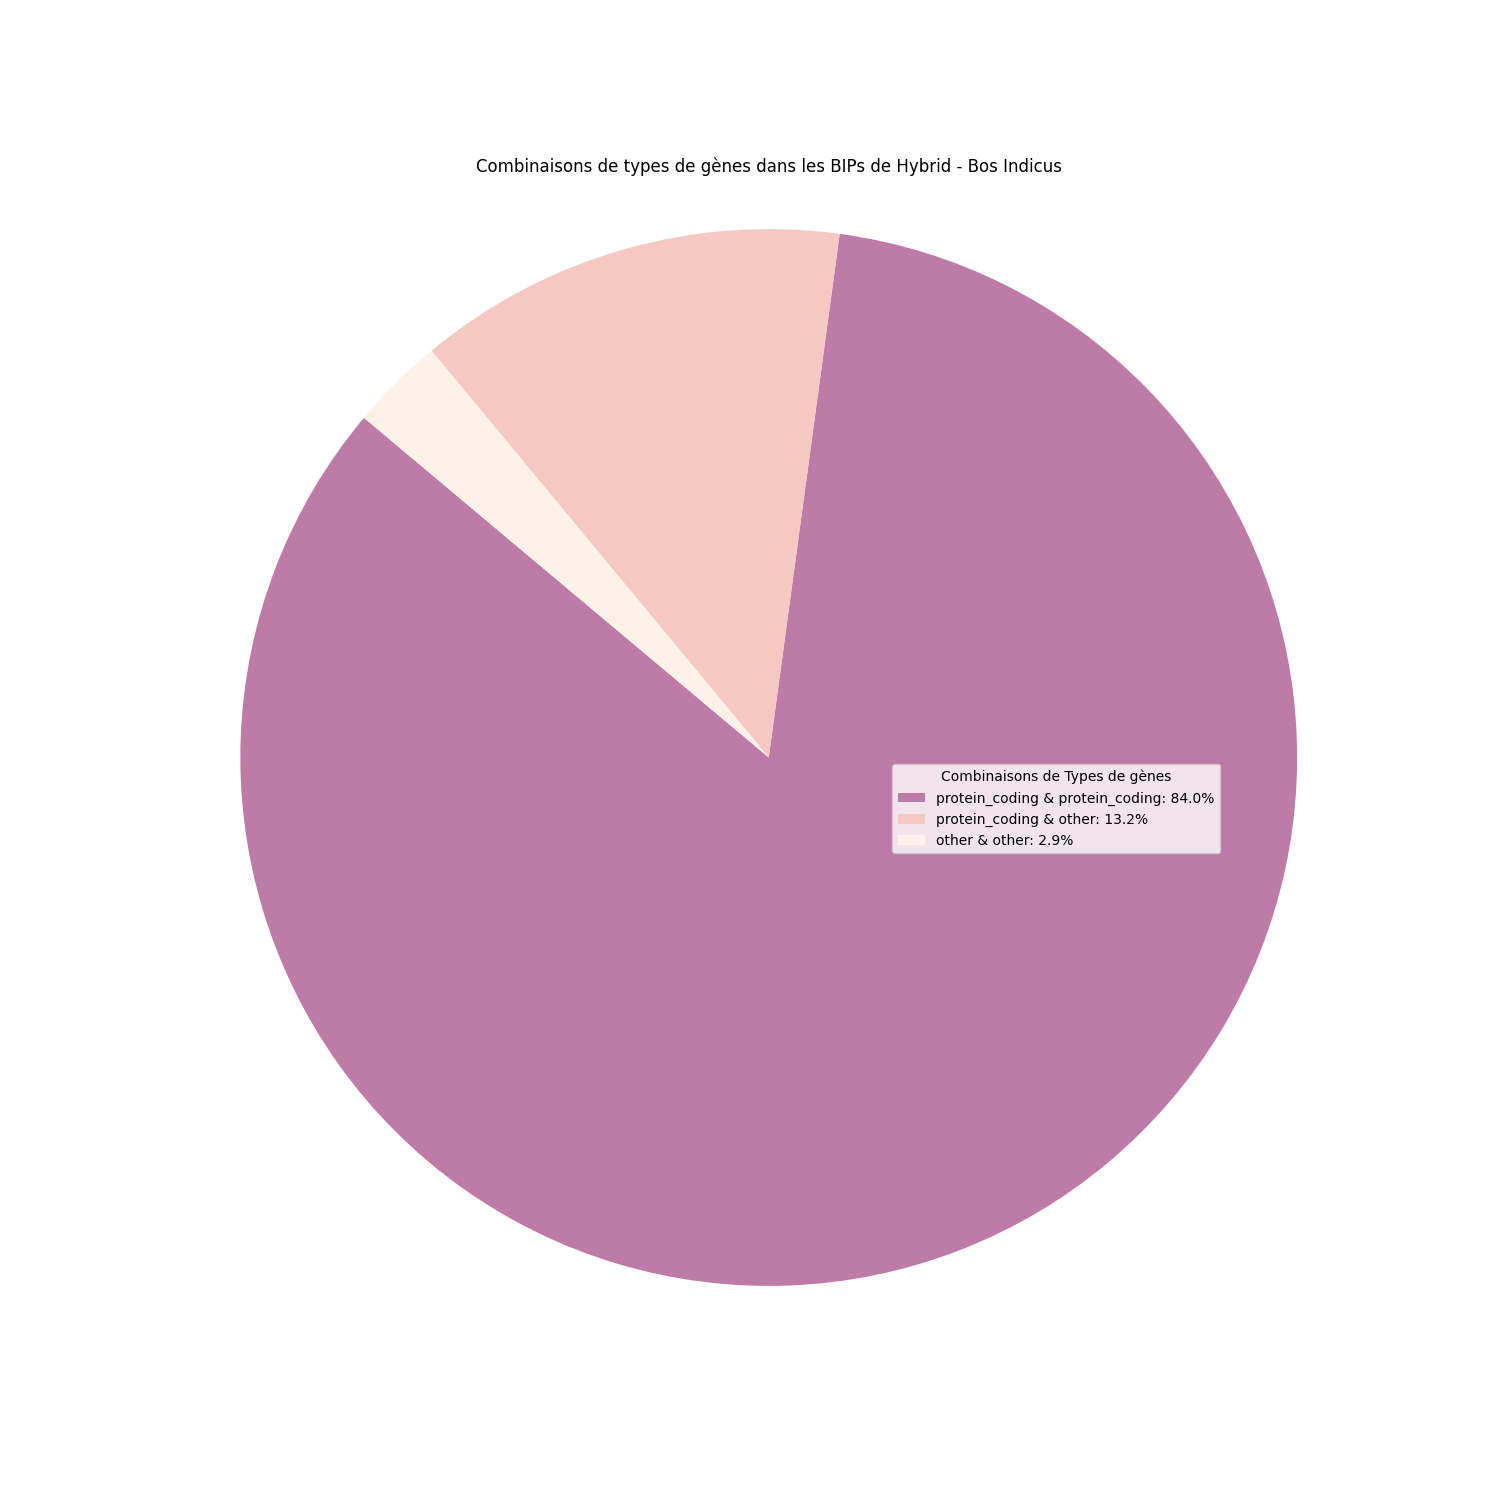 Combinaisons de types de gènes dans les BIPs de Hybrid - Bos Indicus
Combinaisons de Types de gènes
protein_coding & protein_coding: 84.0%
protein_coding & other: 13.2%
other & other: 2.9%